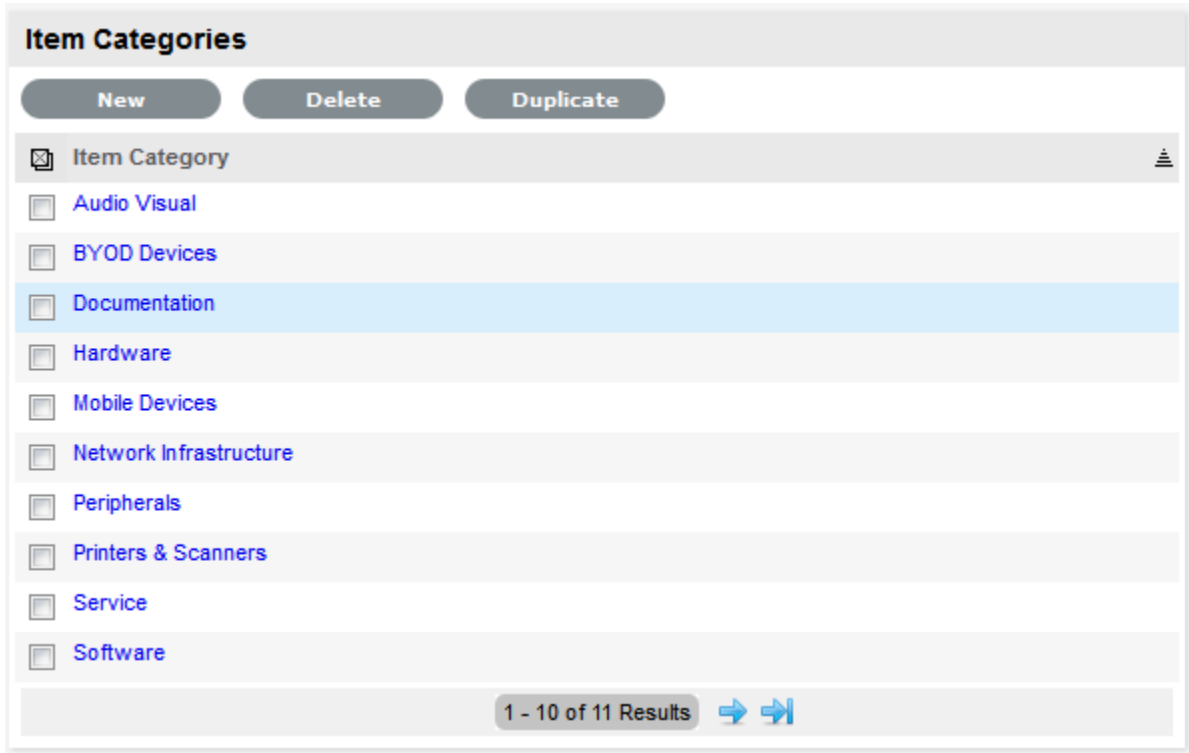 Item Categories
New Delete Duplicate
Item Category
Audio Visual
BYOD Devices
Documentation
Hardware
Mobile Devices
Network Infrastructure
Peripherals
Printers & Scanners
Service
Software
1 - 10 of 11 Results